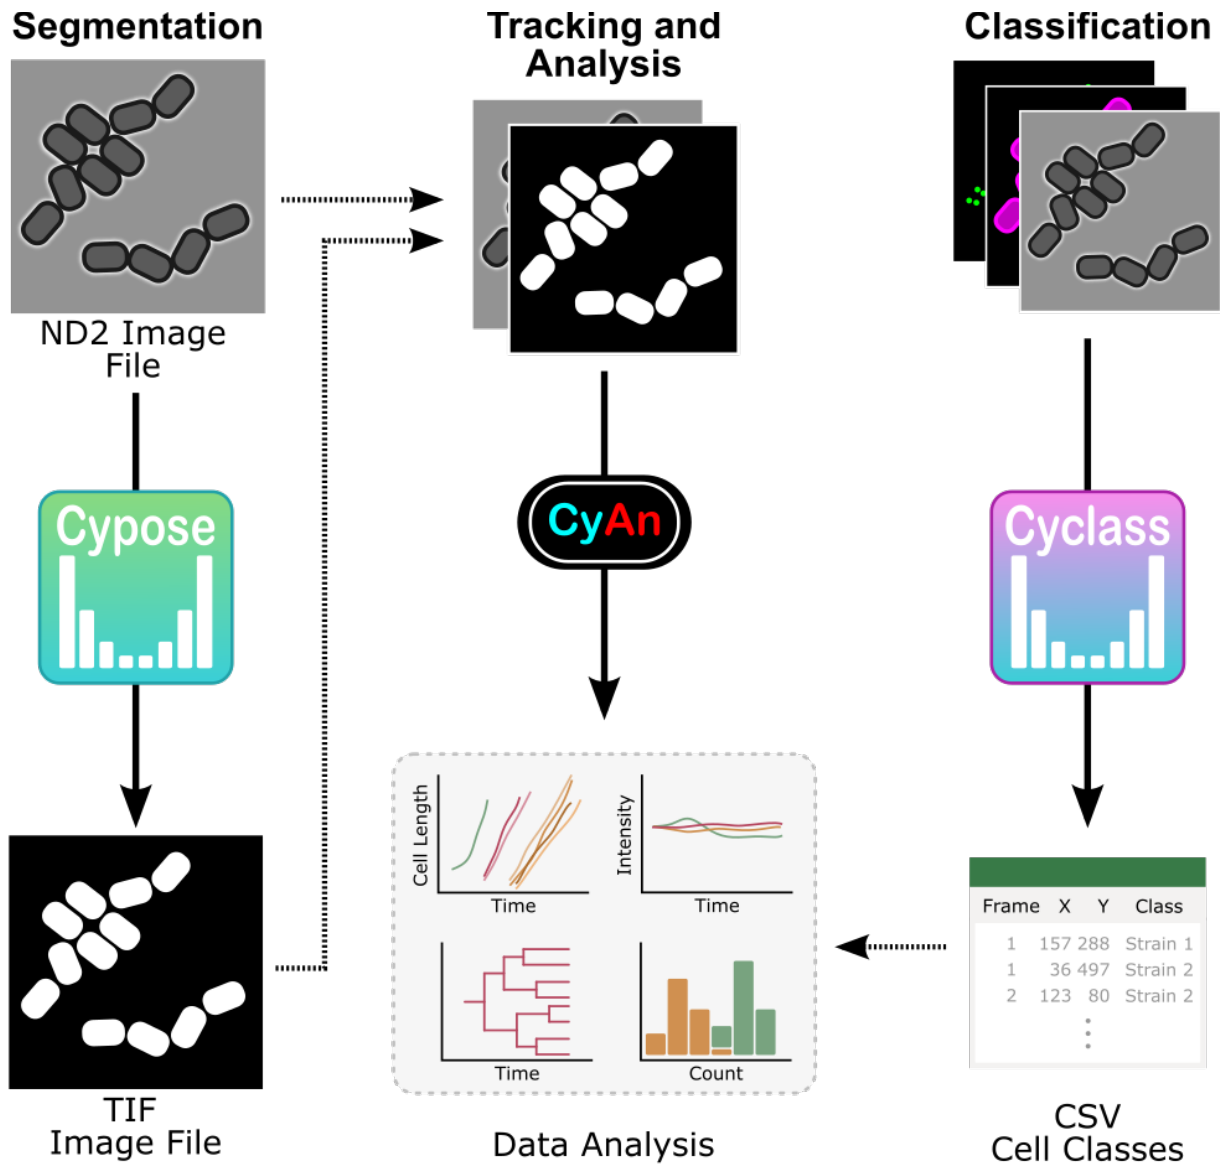 Segmentation
Tracking and
Analysis
Classification
ND2 Image
File
Cypose
CyAn
Cyclass
Cell Length
Time
Intensity
Time
Time
Count
Frame X Y Class
1 157 288 Strain 1
1 36 497 Strain 2
2 123 80 Strain 2
TIF
Image File
Data Analysis
CSV
Cell Classes